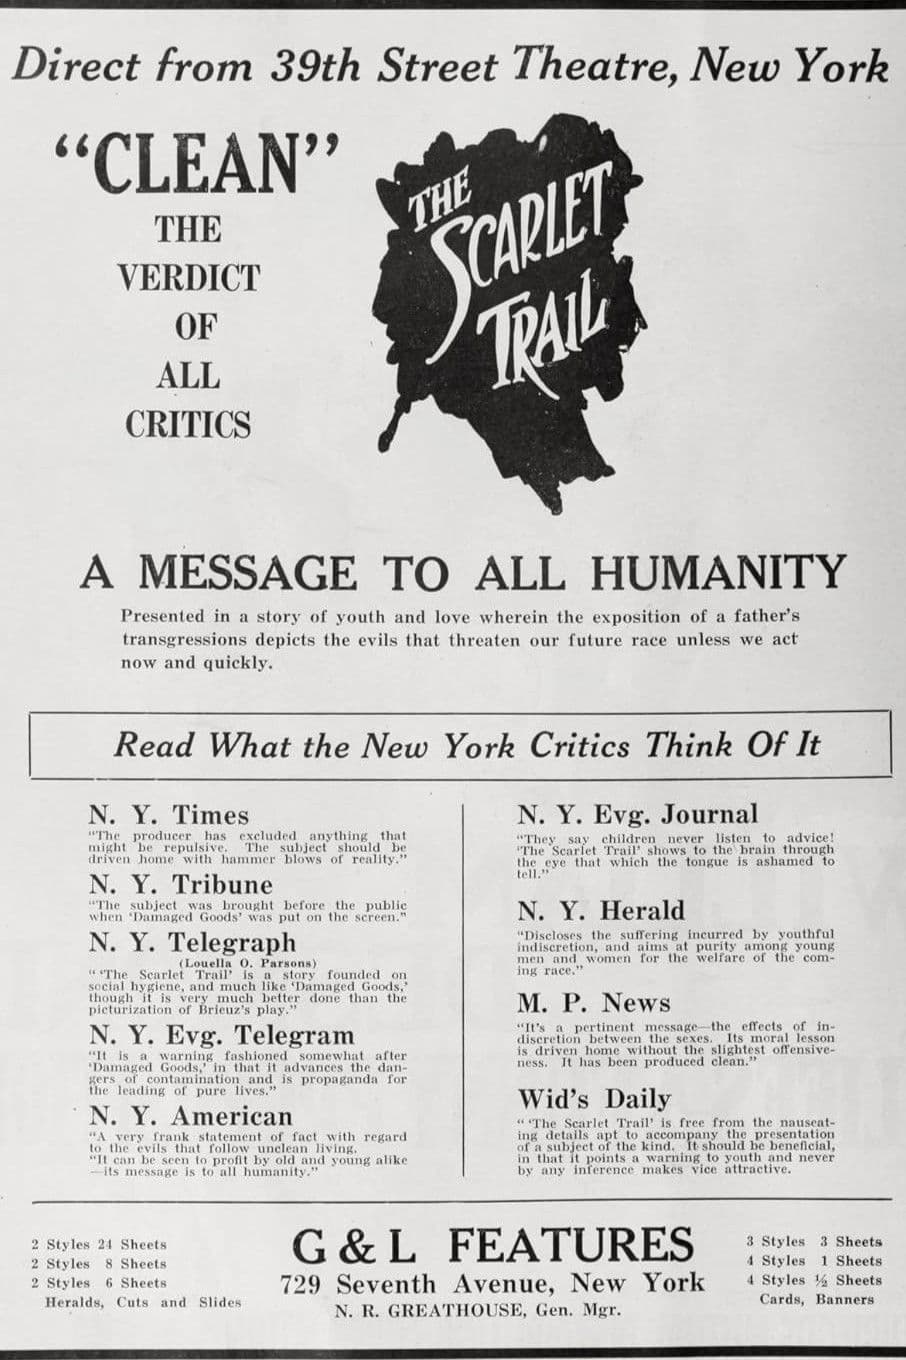 Direct from 39th Street Theatre, New York
“CLEAN”
THE
VERDICT
OF
ALL
CRITICS
THE
SCARLET
TRAIL
A MESSAGE TO ALL HUMANITY
Presented in a story of youth and love wherein the exposition of a father's
transgressions depicts the evils that threaten our future race unless we act
now and quickly.
Read What the New York Critics Think Of It
N. Y. Times
“The producer has excluded anything that
might be repulsive. The subject should be
driven home with hammer blows of reality.”
N. Y. Tribune
“The subject was brought before the public
when ‘Damaged Goods’ was put on the screen.”
N. Y. Telegraph
(Louella O. Parsons)
“ ‘The Scarlet Trail’ is a story founded on
social hygiene, and much like ‘Damaged Goods,’
though it is very much better done than the
picturization of Brieux's play.”
N. Y. Evg. Telegram
“It is a warning fashioned somewhat after
‘Damaged Goods,’ in that it advances the dan-
gers of contamination and is propaganda for
the leading of pure lives.”
N. Y. American
“A very frank statement of fact with regard
to the evils that follow unclean living.
“It can be seen to profit by old and young alike
—its message is to all humanity.”
N. Y. Evg. Journal
“They say children never listen to advice!
‘The Scarlet Trail’ shows to the brain through
the eye that which the tongue is ashamed to
tell.”
N. Y. Herald
“Discloses the suffering incurred by youthful
indiscretion, and aims at purity among young
men and women for the welfare of the com-
ing race.”
M. P. News
“It's a pertinent message—the effects of in-
discretion between the sexes. Its moral lesson
is driven home without the slightest offensive-
ness. It has been produced clean.”
Wid's Daily
“ ‘The Scarlet Trail’ is free from the nauseat-
ing details apt to accompany the presentation
of a subject of the kind. It should be beneficial,
in that it points a warning to youth and never
by any inference makes vice attractive.
2 Styles 24 Sheets
2 Styles 8 Sheets
2 Styles 6 Sheets
Heralds, Cuts and Slides
G & L FEATURES
729 Seventh Avenue, New York
N. R. GREATHOUSE, Gen. Mgr.
3 Styles 3 Sheets
4 Styles 1 Sheets
4 Styles ½ Sheets
Cards, Banners